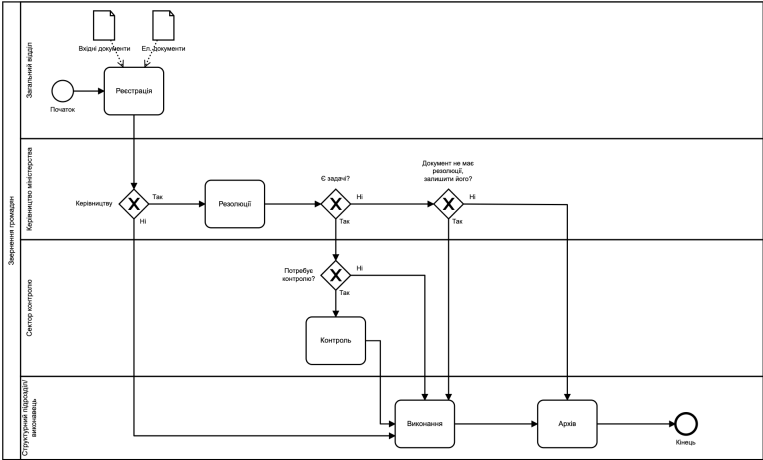 Звернення громадян
Загальний відділ
Вхідні документи
Ел. документи
Початок
Реєстрація
Керівництво міністерства
Керівництву
Так
Ні
Резолюції
Є задачі?
Ні
Так
Документ не має
резолюції,
залишити його?
Ні
Так
Сектор контролю
Потребує
контролю?
Ні
Так
Контроль
Структурний підрозділ/
виконавець
Виконання
Архів
Кінець